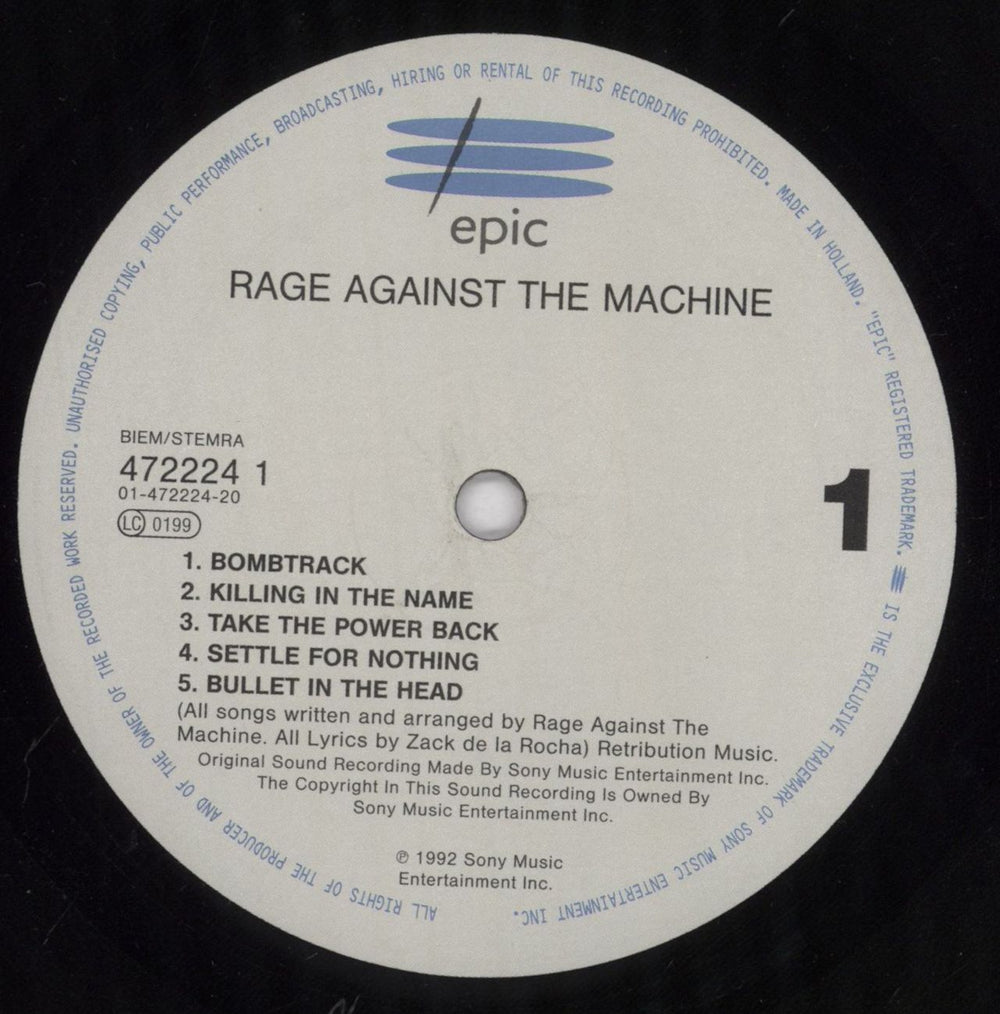 ALL RIGHTS OF THE PRODUCER AND OF THE OWNER OF THE RECORDED WORK RESERVED. UNAUTHORISED COPYING, PUBLIC PERFORMANCE, BROADCASTING, HIRING OR RENTAL OF THIS RECORDING PROHIBITED. MADE IN HOLLAND. "EPIC" REGISTERED TRADEMARK. IS THE EXCLUSIVE TRADEMARK OF SONY MUSIC ENTERTAINMENT INC.
epic
RAGE AGAINST THE MACHINE
BIEM/STEMRA
472224 1
01-472224-20
LC 0199
1
1. BOMBTRACK
2. KILLING IN THE NAME
3. TAKE THE POWER BACK
4. SETTLE FOR NOTHING
5. BULLET IN THE HEAD
(All songs written and arranged by Rage Against The
Machine. All Lyrics by Zack de la Rocha) Retribution Music.
Original Sound Recording Made By Sony Music Entertainment Inc.
The Copyright In This Sound Recording Is Owned By
Sony Music Entertainment Inc.
℗ 1992 Sony Music
Entertainment Inc.